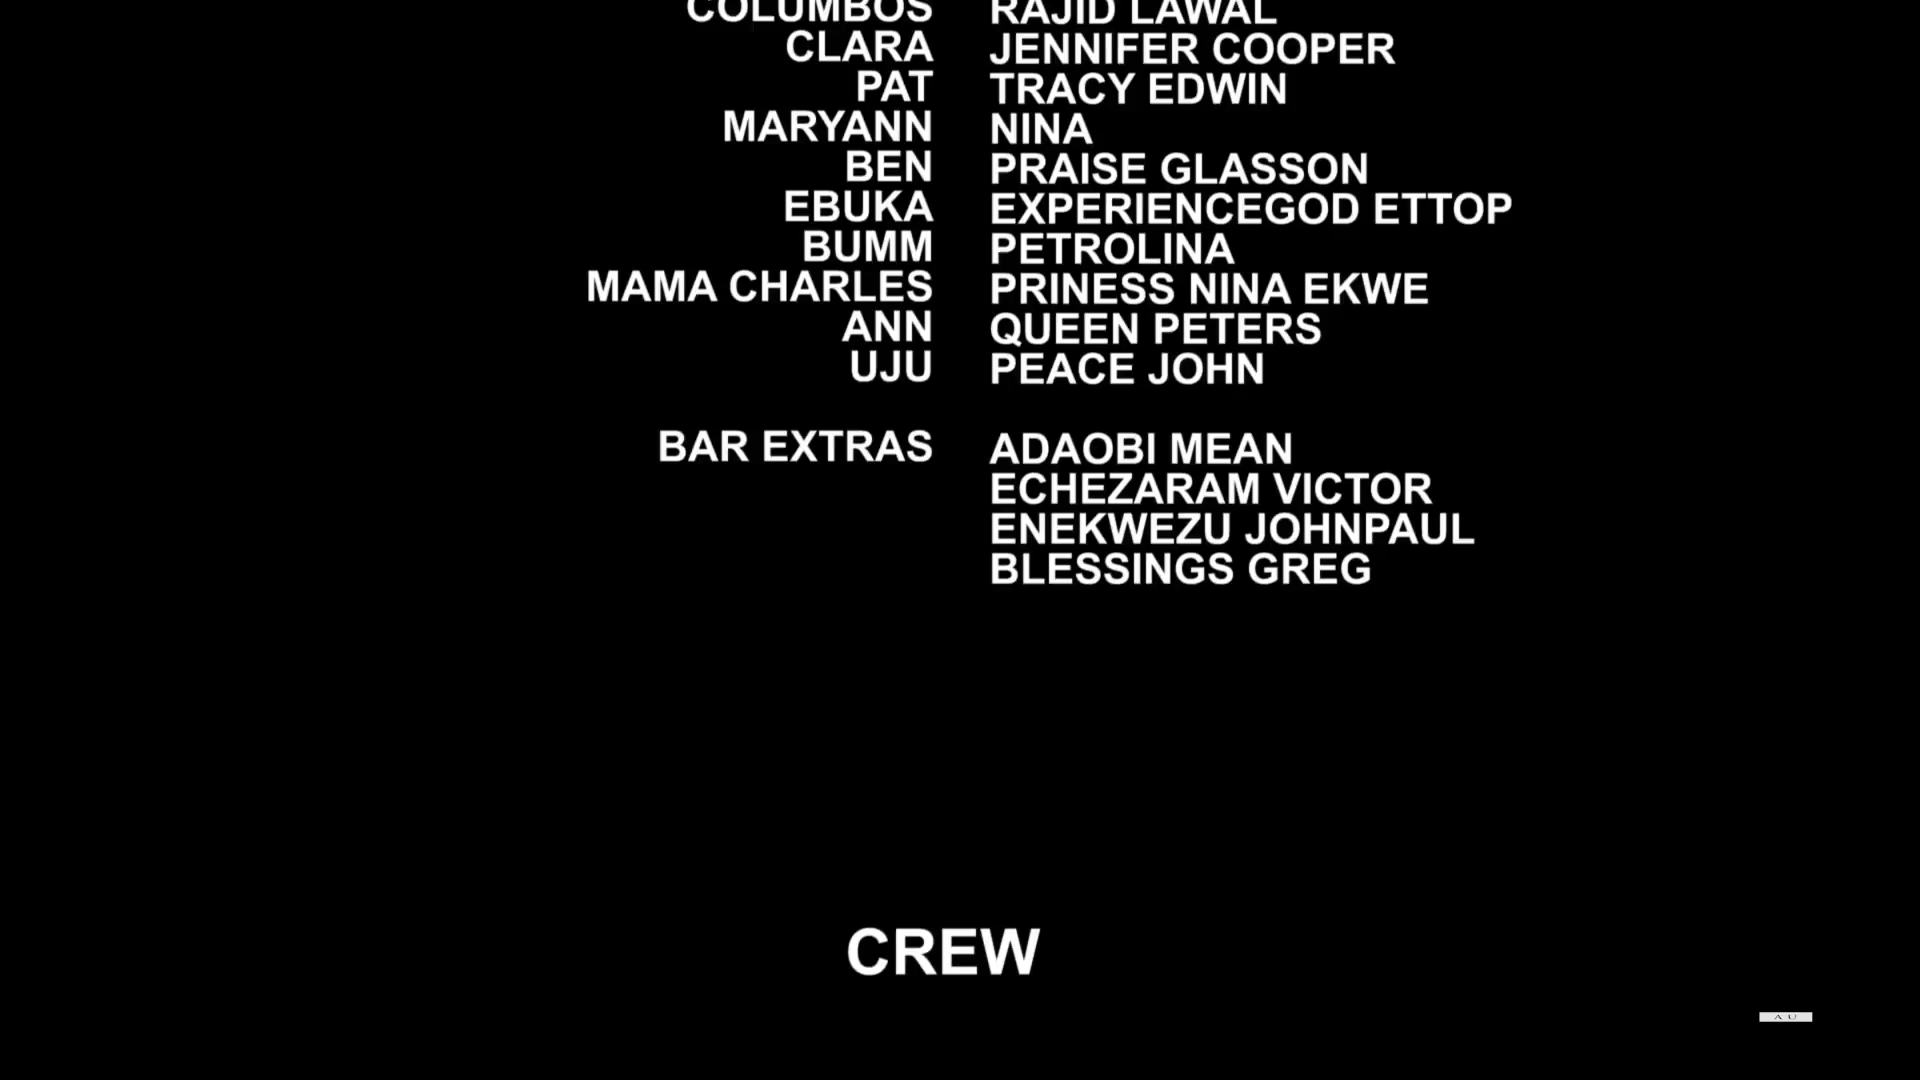 COLUMBOS RAJID LAWAL
CLARA JENNIFER COOPER
PAT TRACY EDWIN
MARYANN NINA
BEN PRAISE GLASSON
EBUKA EXPERIENCEGOD ETTOP
BUMM PETROLINA
MAMA CHARLES PRINESS NINA EKWE
ANN QUEEN PETERS
UJU PEACE JOHN
BAR EXTRAS ADAOBI MEAN
ECHEZARAM VICTOR
ENEKWEZU JOHNPAUL
BLESSINGS GREG
CREW
A U